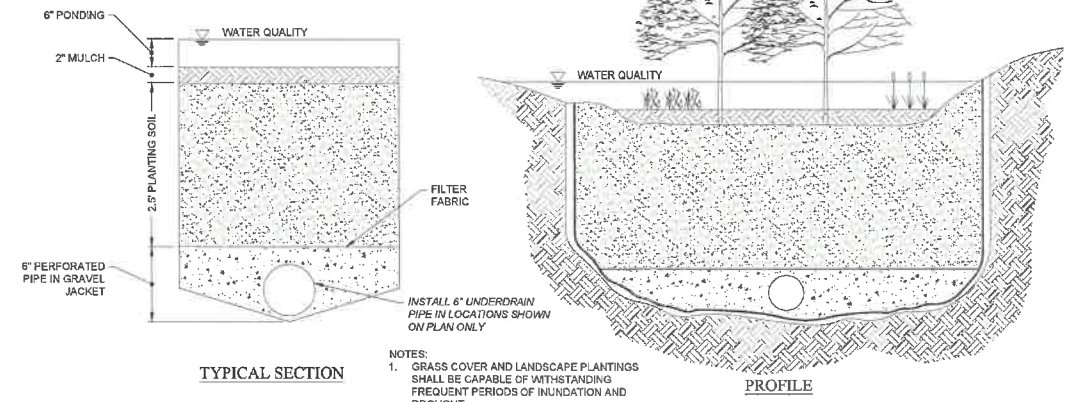 6" PONDING
WATER QUALITY
2" MULCH
2.5' PLANTING SOIL
FILTER
FABRIC
6" PERFORATED
PIPE IN GRAVEL
JACKET
INSTALL 6" UNDERDRAIN
PIPE IN LOCATIONS SHOWN
ON PLAN ONLY
TYPICAL SECTION
WATER QUALITY
PROFILE
NOTES:
1. GRASS COVER AND LANDSCAPE PLANTINGS
SHALL BE CAPABLE OF WITHSTANDING
FREQUENT PERIODS OF INUNDATION AND